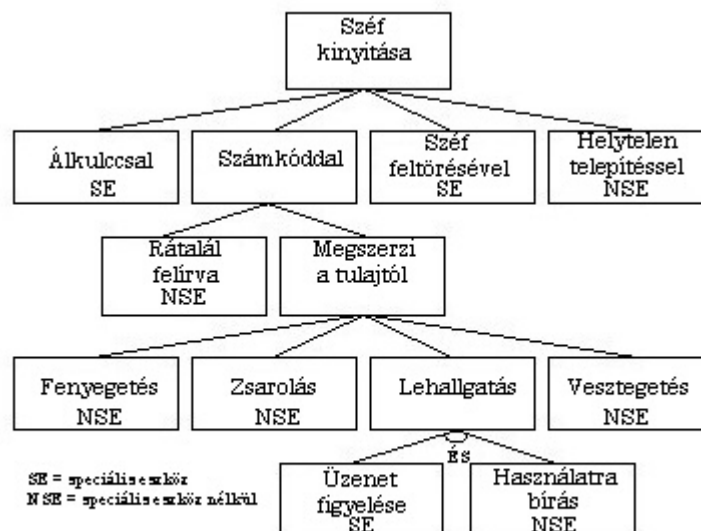 Széf
kinyitása
Álkulccsal
SE
Számkóddal
Széf
feltörésével
SE
Helytelen
telepítéssel
NSE
Rátalál
felírva
NSE
Megszerzi
a tulajtól
Fenyegetés
NSE
Zsarolás
NSE
Lehallgatás
Vesztegetés
NSE
ÉS
SE = speciális eszköz
NSE = speciális eszköz nélkül
Üzenet
figyelése
SE
Használatra
bírás
NSE